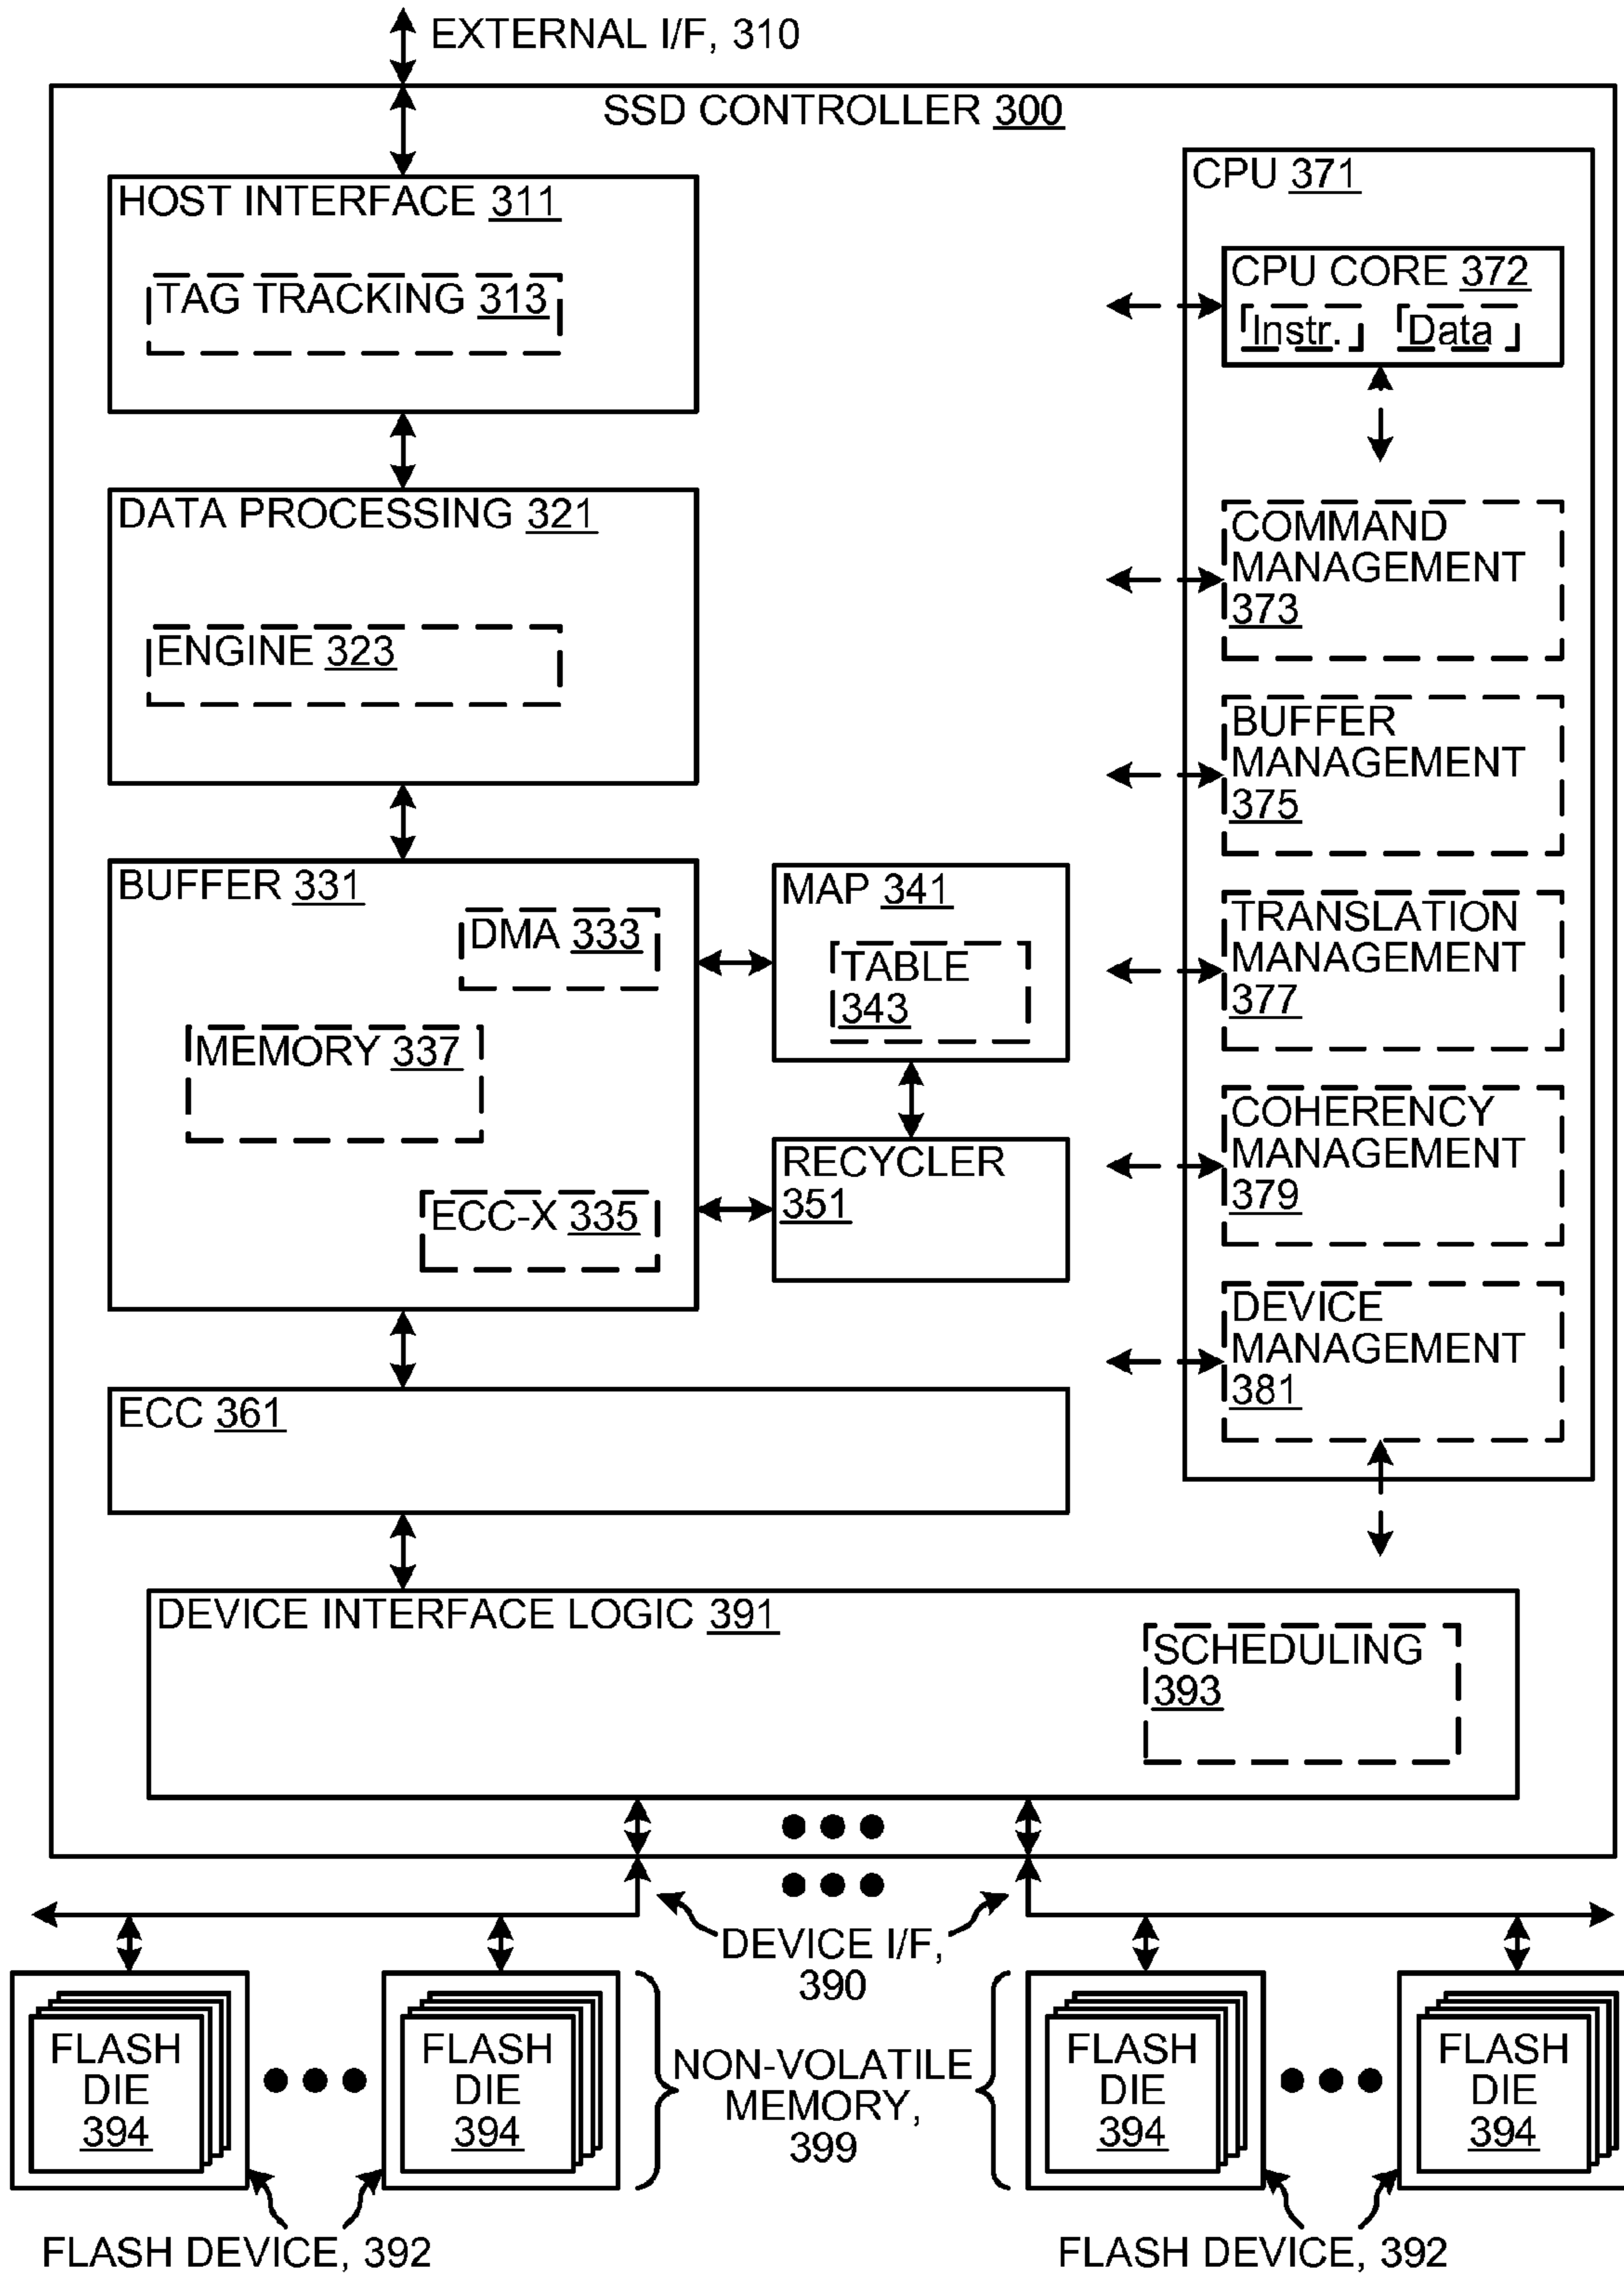 EXTERNAL I/F, 310
SSD CONTROLLER 300
HOST INTERFACE 311
TAG TRACKING 313
DATA PROCESSING 321
ENGINE 323
BUFFER 331
DMA 333
MEMORY 337
ECC-X 335
MAP 341
TABLE
343
RECYCLER
351
ECC 361
CPU 371
CPU CORE 372
Instr.
Data
COMMAND
MANAGEMENT
373
BUFFER
MANAGEMENT
375
TRANSLATION
MANAGEMENT
377
COHERENCY
MANAGEMENT
379
DEVICE
MANAGEMENT
381
DEVICE INTERFACE LOGIC 391
SCHEDULING
393
DEVICE I/F,
390
FLASH
DIE
394
FLASH
DIE
394
NON-VOLATILE
MEMORY,
399
FLASH
DIE
394
FLASH
DIE
394
FLASH DEVICE, 392
FLASH DEVICE, 392